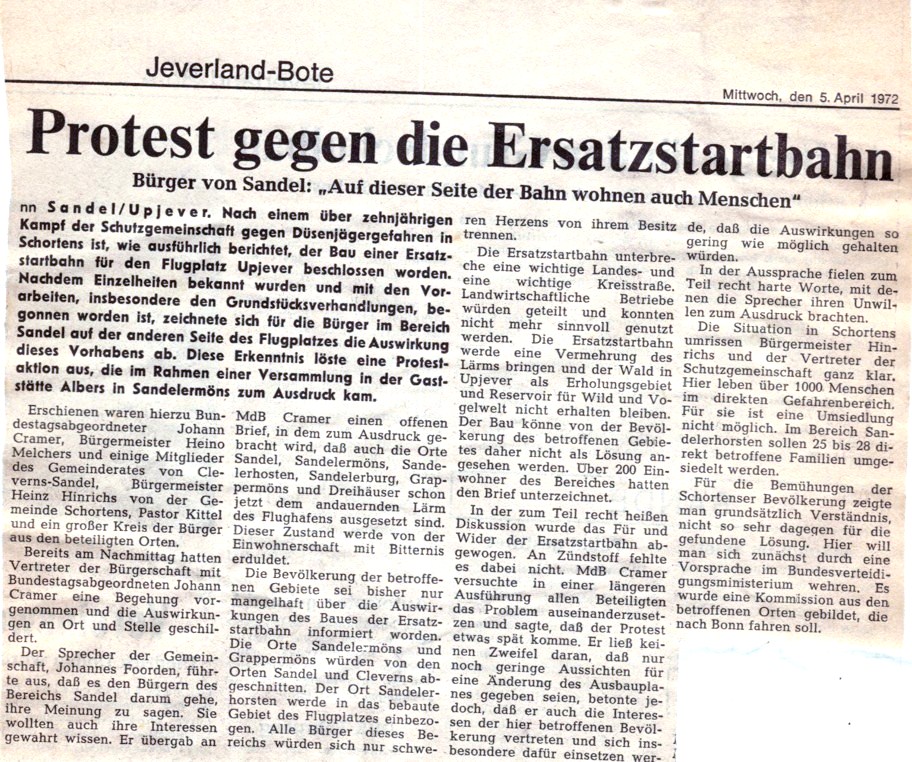 Jeverland-Bote
Mittwoch, den 5. April 1972
Protest gegen die Ersatzstartbahn
Bürger von Sandel: „Auf dieser Seite der Bahn wohnen auch Menschen“
nn Sandel/Upjever. Nach einem über zehnjährigen
Kampf der Schutzgemeinschaft gegen Düsenjägergefahren in
Schortens ist, wie ausführlich berichtet, der Bau einer Ersatz-
startbahn für den Flugplatz Upjever beschlossen worden.
Nachdem Einzelheiten bekannt wurden und mit den Vor-
arbeiten, insbesondere den Grundstücksverhandlungen, be-
gonnen worden ist, zeichnete sich für die Bürger im Bereich
Sandel auf der anderen Seite des Flugplatzes die Auswirkung
dieses Vorhabens ab. Diese Erkenntnis löste eine Protest-
aktion aus, die im Rahmen einer Versammlung in der Gast-
stätte Albers in Sandelermöns zum Ausdruck kam.
Erschienen waren hierzu Bun-
destagsabgeordneter Johann
Cramer, Bürgermeister Heino
Melchers und einige Mitglieder
des Gemeinderates von Cle-
verns-Sandel, Bürgermeister
Heinz Hinrichs von der Ge-
meinde Schortens, Pastor Kittel
und ein großer Kreis der Bürger
aus den beteiligten Orten.
Bereits am Nachmittag hatten
Vertreter der Bürgerschaft mit
Bundestagsabgeordneten Johann
Cramer eine Begehung vor-
genommen und die Auswirkun-
gen an Ort und Stelle geschil-
dert.
Der Sprecher der Gemein-
schaft, Johannes Foorden, führ-
te aus, daß es den Bürgern des
Bereichs Sandel darum gehe,
ihre Meinung zu sagen. Sie
wollten auch ihre Interessen
gewahrt wissen. Er übergab an
MdB Cramer einen offenen
Brief, in dem zum Ausdruck ge-
bracht wird, daß auch die Orte
Sandel, Sandelermöns, Sande-
lerhosten, Sandelerburg, Grap-
permöns und Dreihäuser schon
jetzt dem andauernden Lärm
des Flughafens ausgesetzt sind.
Dieser Zustand werde von der
Einwohnerschaft mit Bitternis
erduldet.
Die Bevölkerung der betroffe-
nen Gebiete sei bisher nur
mangelhaft über die Auswir-
kungen des Baues der Ersatz-
startbahn informiert worden.
Die Orte Sandelermöns und
Grappermöns würden von den
Orten Sandel und Cleverns ab-
geschnitten. Der Ort Sandeler-
horsten werde in das bebaute
Gebiet des Flugplatzes einbezo-
gen. Alle Bürger dieses Be-
reichs würden sich nur schwe-
ren Herzens von ihrem Besitz
trennen.
Die Ersatzstartbahn unterbre-
che eine wichtige Landes- und
eine wichtige Kreisstraße.
Landwirtschaftliche Betriebe
würden geteilt und konnten
nicht mehr sinnvoll genutzt
werden. Die Ersatzstartbahn
werde eine Vermehrung des
Lärms bringen und der Wald in
Upjever als Erholungsgebiet
und Reservoir für Wild und Vo-
gelwelt nicht erhalten bleiben.
Der Bau könne von der Bevöl-
kerung des betroffenen Gebie-
tes daher nicht als Lösung an-
gesehen werden. Über 200 Ein-
wohner des Bereiches hatten
den Brief unterzeichnet.
In der zum Teil recht heißen
Diskussion wurde das Für und
Wider der Ersatzstartbahn ab-
gewogen. An Zündstoff fehlte
es dabei nicht. MdB Cramer
versuchte in einer längeren
Ausführung allen Beteiligten
das Problem auseinanderzuset-
zen und sagte, daß der Protest
etwas spät komme. Er ließ kei-
nen Zweifel daran, daß nur
noch geringe Aussichten für
eine Änderung des Ausbaupla-
nes gegeben seien, betonte je-
doch, daß er auch die Interes-
sen der hier betroffenen Bevöl-
kerung vertreten und sich ins-
besondere dafür einsetzen wer-
de, daß die Auswirkungen so
gering wie möglich gehalten
würden.
In der Aussprache fielen zum
Teil recht harte Worte, mit de-
nen die Sprecher ihren Unwil-
len zum Ausdruck brachten.
Die Situation in Schortens
umrissen Bürgermeister Hin-
richs und der Vertreter der
Schutzgemeinschaft ganz klar.
Hier leben über 1000 Menschen
im direkten Gefahrenbereich.
Für sie ist eine Umsiedlung
nicht möglich. Im Bereich San-
delerhorsten sollen 25 bis 28 di-
rekt betroffene Familien umge-
siedelt werden.
Für die Bemühungen der
Schortenser Bevölkerung zeigte
man grundsätzlich Verständnis,
nicht so sehr dagegen für die
gefundene Lösung. Hier will
man sich zunächst durch eine
Vorsprache im Bundesverteidi-
gungsministerium wehren. Es
wurde eine Kommission aus den
betroffenen Orten gebildet, die
nach Bonn fahren soll.